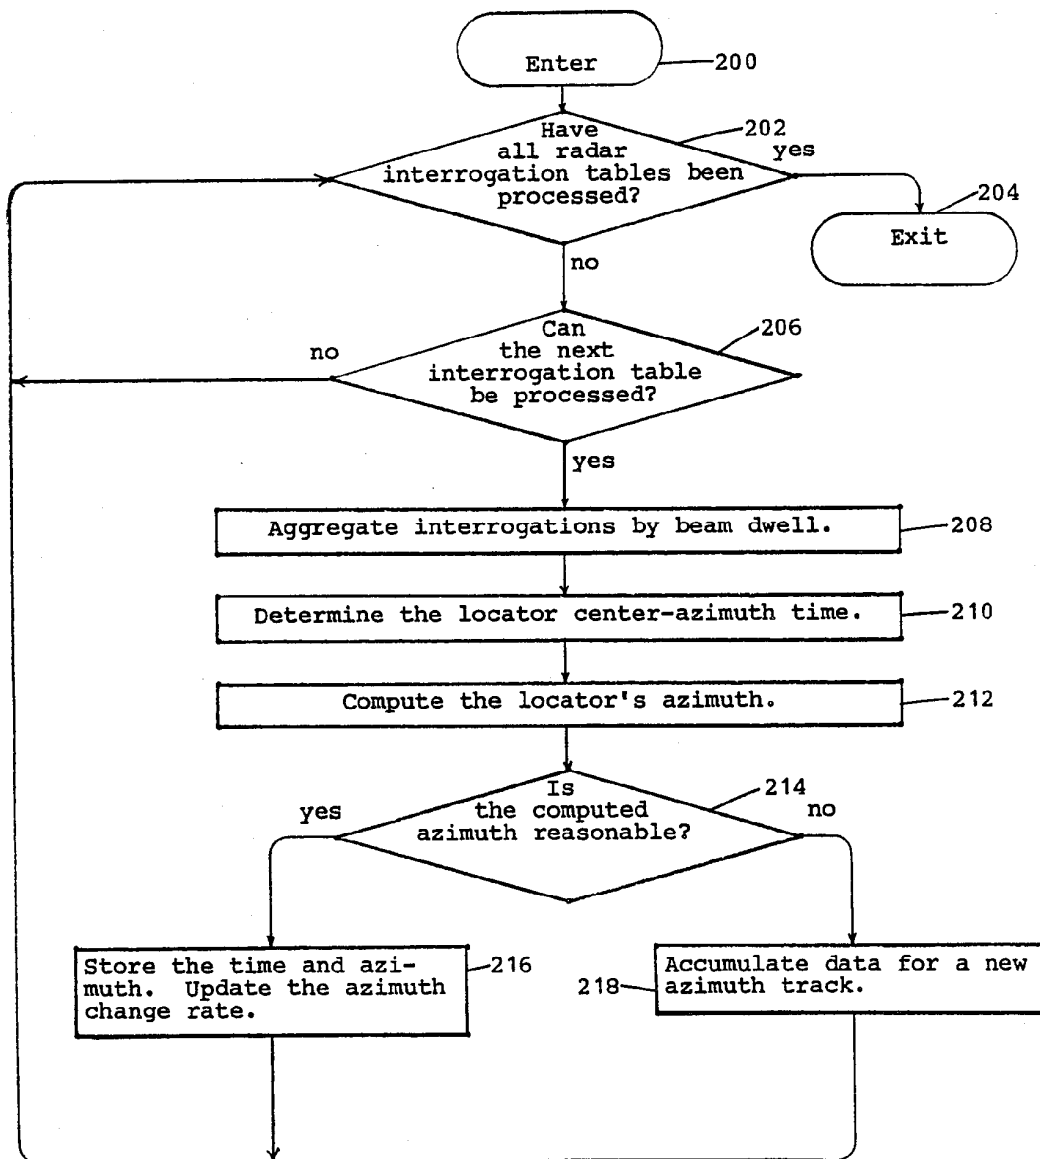 Enter
200
Have
all radar
interrogation tables been
processed?
202
yes
204
Exit
no
Can
the next
interrogation table
be processed?
206
no
yes
Aggregate interrogations by beam dwell.
208
Determine the locator center-azimuth time.
210
Compute the locator's azimuth.
212
Is
the computed
azimuth reasonable?
214
yes
no
Store the time and azi-
muth.  Update the azimuth
change rate.
216
218
Accumulate data for a new
azimuth track.